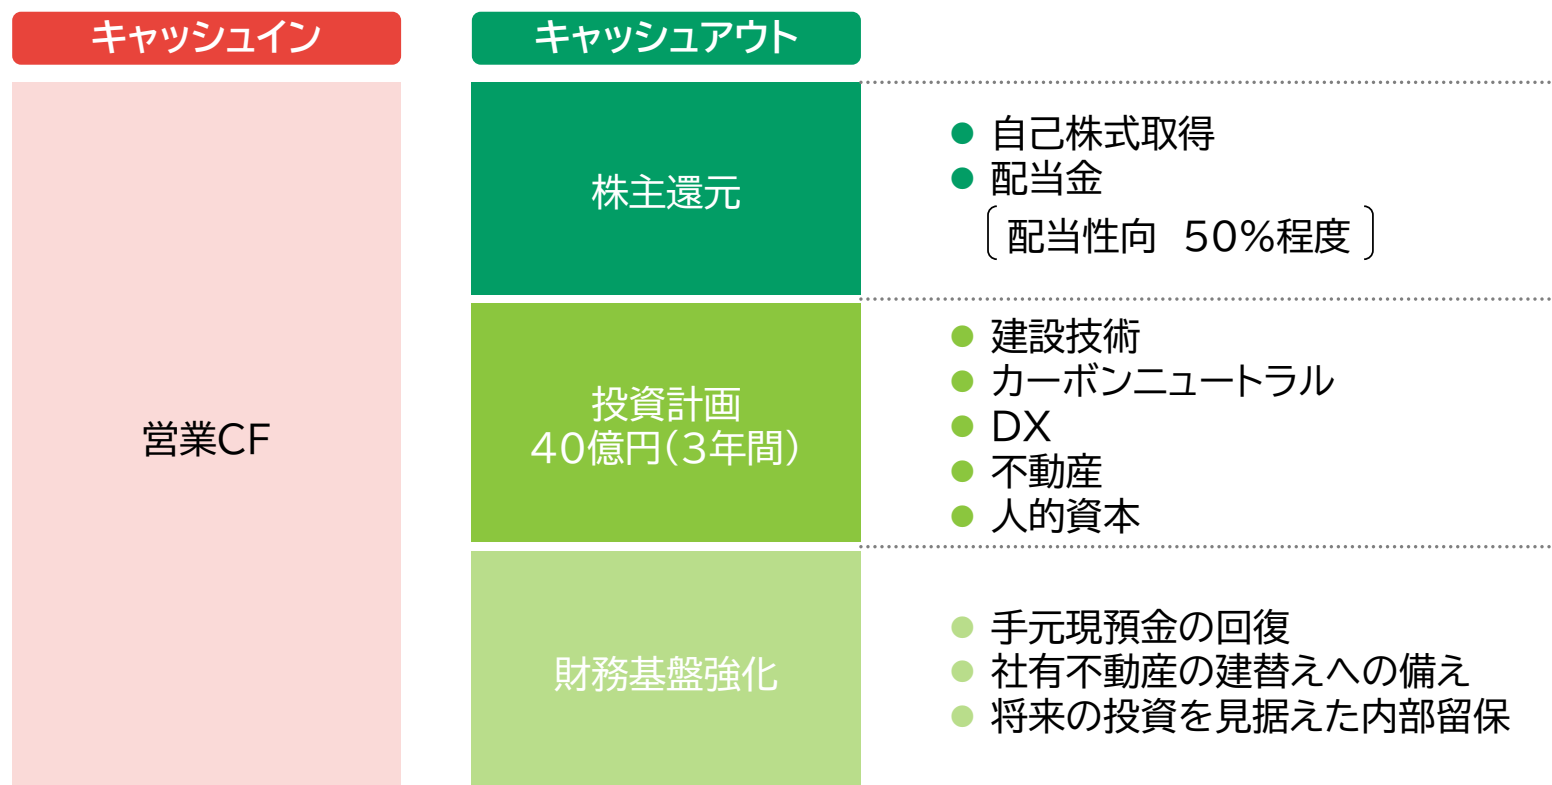 キャッシュイン
キャッシュアウト
営業CF
株主還元
自己株式取得
配当金
配当性向　50%程度
投資計画
40億円(3年間)
建設技術
カーボンニュートラル
DX
不動産
人的資本
財務基盤強化
手元現預金の回復
社有不動産の建替えへの備え
将来の投資を見据えた内部留保